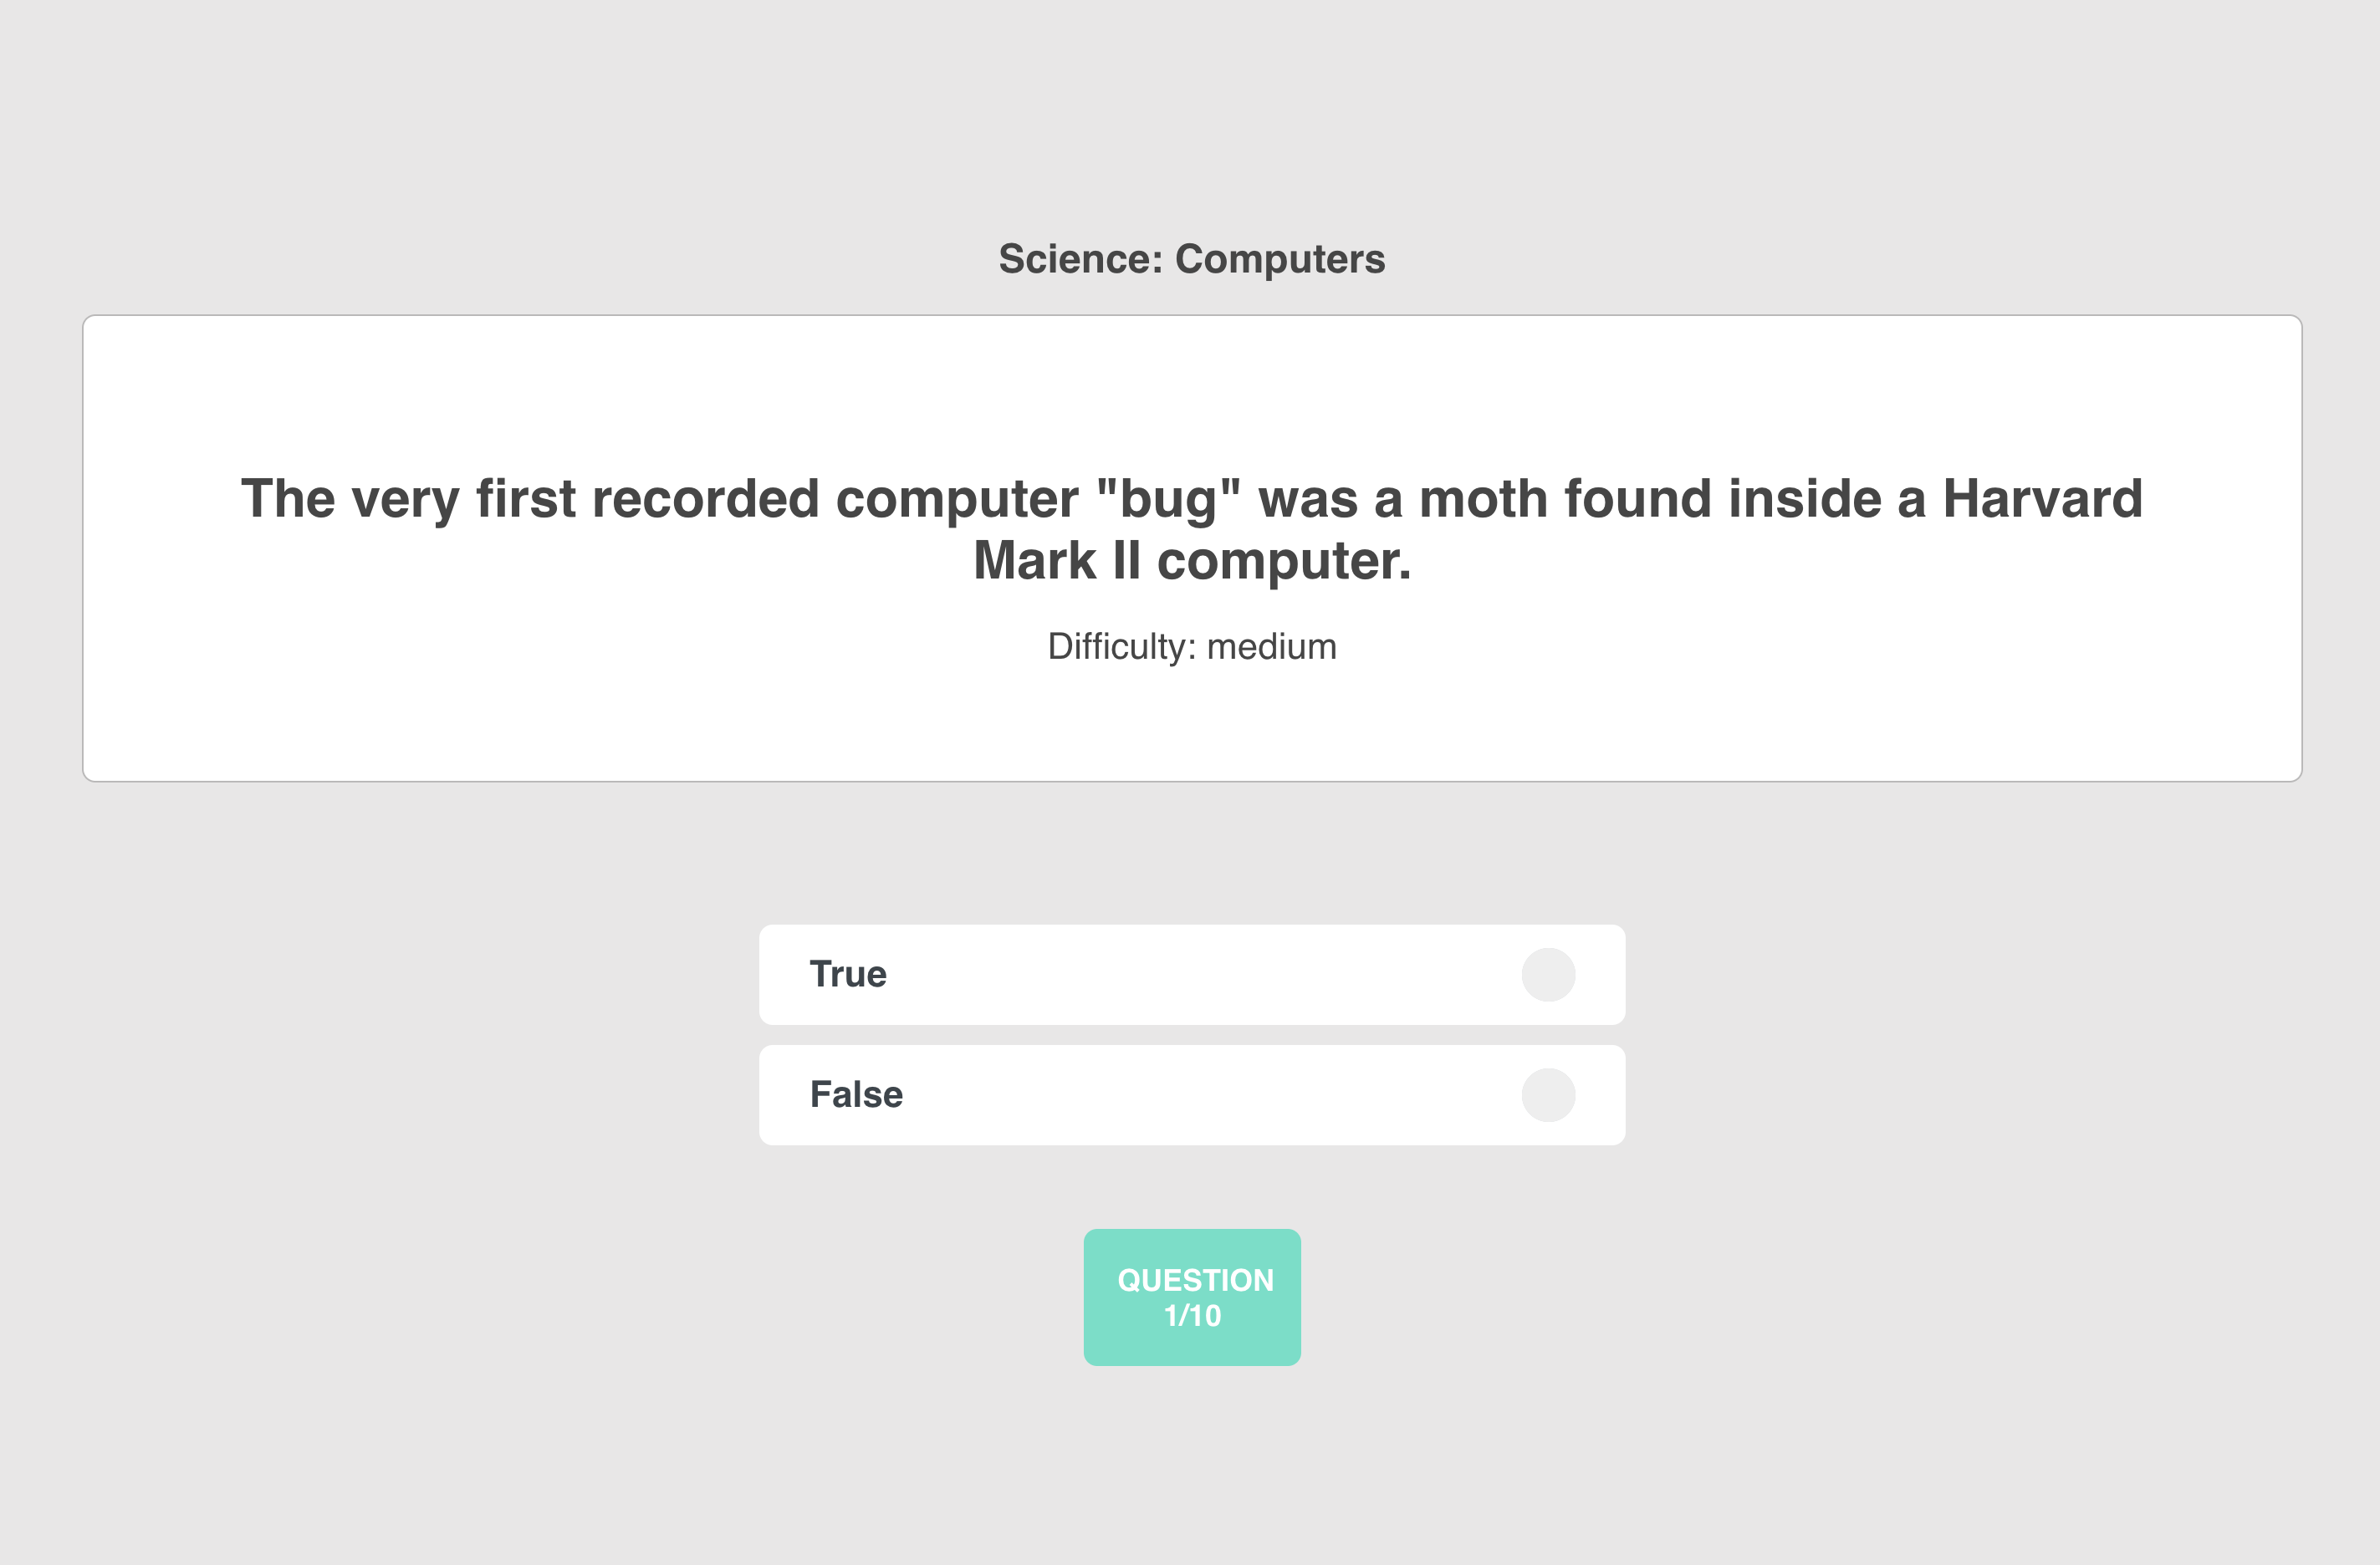 Science: Computers
The very first recorded computer "bug" was a moth found inside a Harvard
Mark II computer.
Difficulty: medium
True
False
QUESTION
1/10